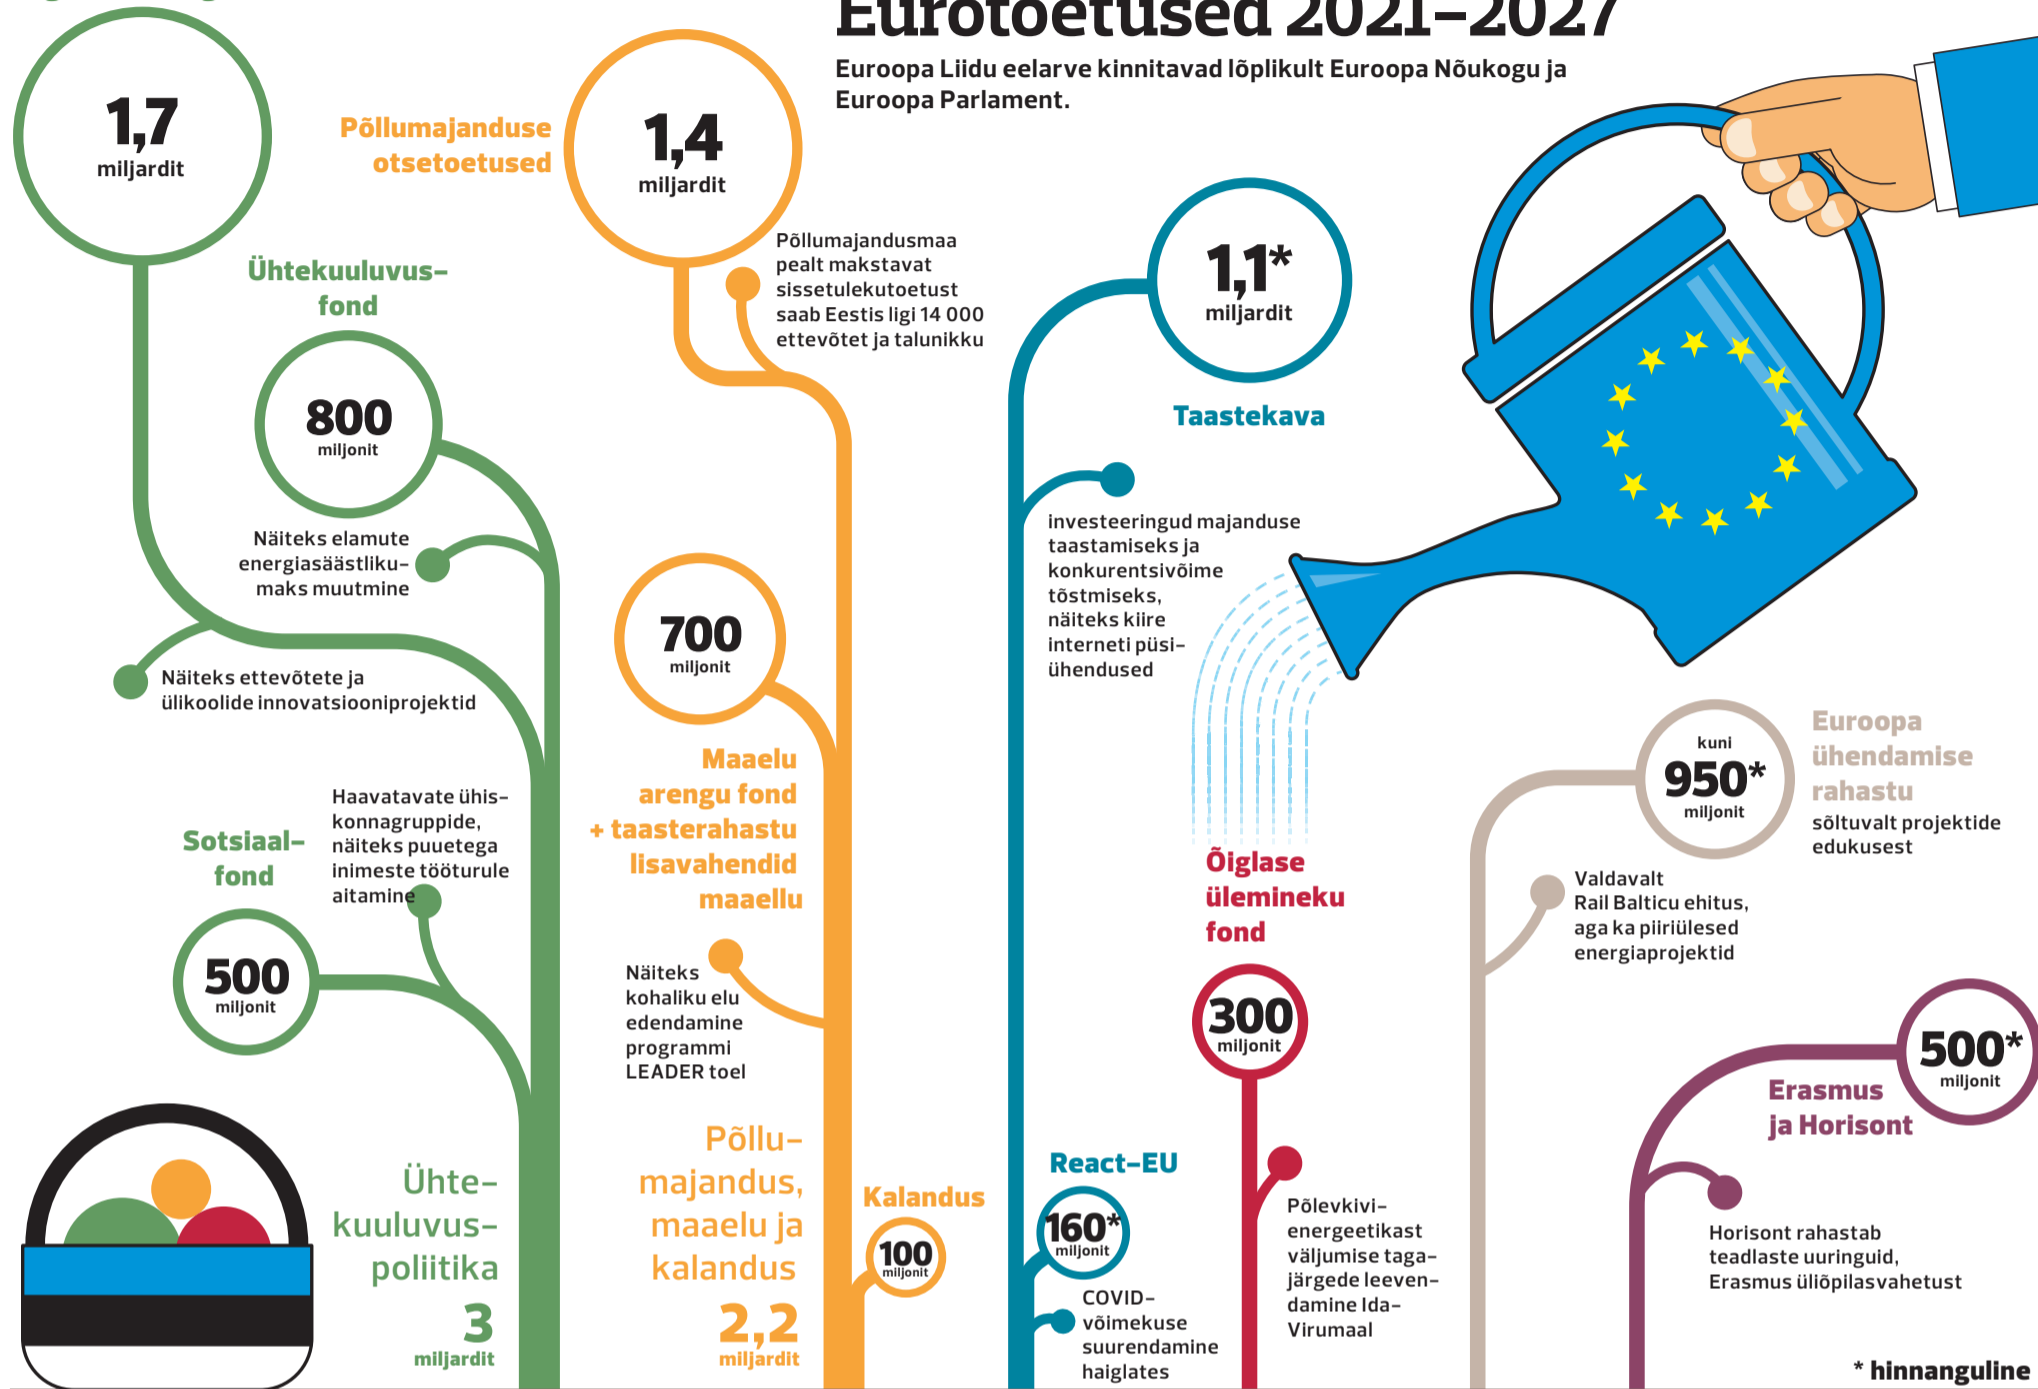 Eurotoetused 2021–2027
Euroopa Liidu eelarve kinnitavad lõplikult Euroopa Nõukogu ja
Euroopa Parlament.
1,7
miljardit
Näiteks ettevõtete ja
ülikoolide innovatsiooniprojektid
Ühtekuuluvus–
fond
800
miljonit
Näiteks elamute
energiasäästliku–
maks muutmine
Sotsiaal–
fond
500
miljonit
Haavatavate ühis–
konnagruppide,
näiteks puuetega
inimeste tööturule
aitamine
Ühte–
kuuluvus–
poliitika
3
miljardit
Põllumajanduse
otsetoetused
1,4
miljardit
Põllumajandusmaa
pealt makstavat
sissetulekutoetust
saab Eestis ligi 14 000
ettevõtet ja talunikku
700
miljonit
Maaelu
arengu fond
+ taasterahastu
lisavahendid
maaellu
Näiteks
kohaliku elu
edendamine
programmi
LEADER toel
Põllu–
majandus,
maaelu ja
kalandus
2,2
miljardit
Kalandus
100
miljonit
1,1*
miljardit
Taastekava
investeeringud majanduse
taastamiseks ja
konkurentsivõime
tõstmiseks,
näiteks kiire
interneti püsi–
ühendused
React–EU
160*
miljonit
COVID–
võimekuse
suurendamine
haiglates
Õiglase
ülemineku
fond
300
miljonit
Põlevkivi–
energeetikast
väljumise taga–
järgede leeven–
damine Ida–
Virumaal
kuni
950*
miljonit
Euroopa
ühendamise
rahastu
sõltuvalt projektide
edukusest
Valdavalt
Rail Balticu ehitus,
aga ka piiriülesed
energiaprojektid
500*
miljonit
Erasmus
ja Horisont
Horisont rahastab
teadlaste uuringuid,
Erasmus üliõpilasvahetust
* hinnanguline